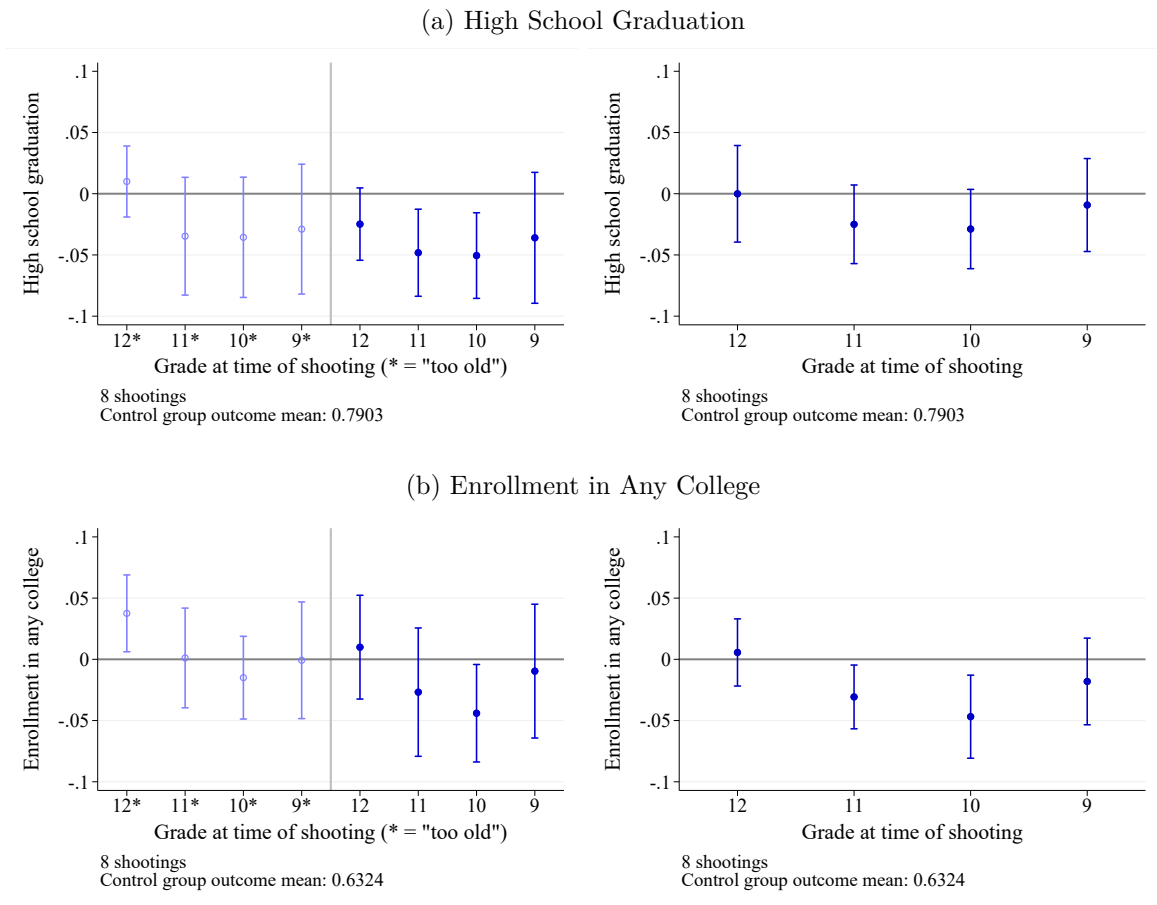 (a) High School Graduation
High school graduation
.1
.05
0
-.05
-.1
12* 11* 10* 9* 12 11 10 9
Grade at time of shooting (* = "too old")
8 shootings
Control group outcome mean: 0.7903
High school graduation
.1
.05
0
-.05
-.1
12 11 10 9
Grade at time of shooting
8 shootings
Control group outcome mean: 0.7903
(b) Enrollment in Any College
Enrollment in any college
.1
.05
0
-.05
-.1
12* 11* 10* 9* 12 11 10 9
Grade at time of shooting (* = "too old")
8 shootings
Control group outcome mean: 0.6324
Enrollment in any college
.1
.05
0
-.05
-.1
12 11 10 9
Grade at time of shooting
8 shootings
Control group outcome mean: 0.6324